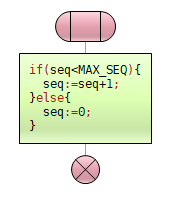 if(seq<MAX_SEQ){
seq:=seq+1;
}else{
seq:=0;
}